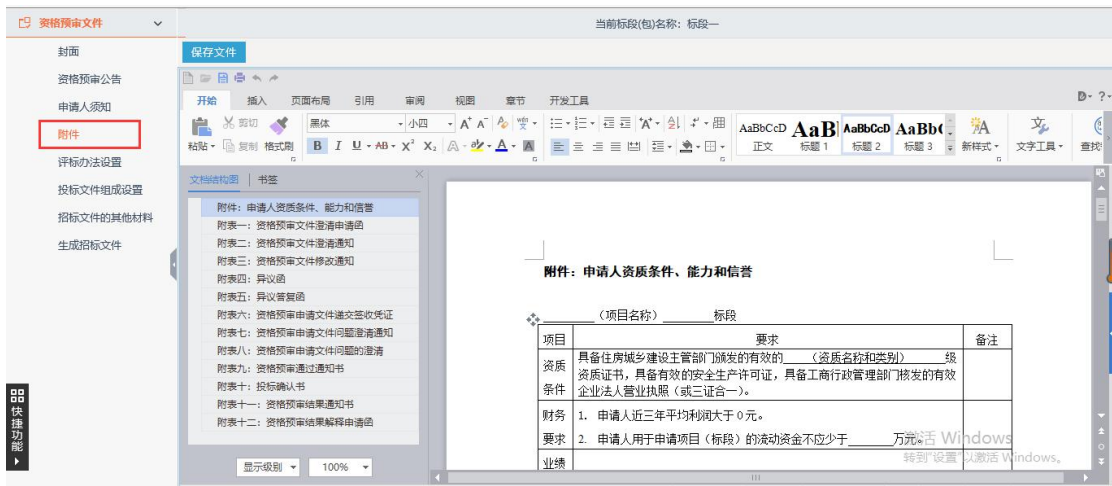 资格预审文件
当前标段(包)名称: 标段一
封面
资格预审公告
申请人须知
附件
评标办法设置
投标文件组成设置
招标文件的其他材料
生成招标文件
快捷功能
保存文件
开始 插入 页面布局 引用 审阅 视图 章节 开发工具
剪切 黑体 小四 AaBbCcD AaB AaBbCcD AaBb(
粘贴 复制 格式刷 B I U AB X² X₂ 正文 标题 1 标题 2 标题 3 新样式 文字工具 查找
文档结构图 书签
附件: 申请人资质条件、能力和信誉
附表一: 资格预审文件澄清申请函
附表二: 资格预审文件澄清通知
附表三: 资格预审文件修改通知
附表四: 异议函
附表五: 异议答复函
附表六: 资格预审申请文件递交签收凭证
附表七: 资格预审申请文件问题澄清通知
附表八: 资格预审申请文件问题的澄清
附表九: 资格预审通过通知书
附表十: 投标确认书
附表十一: 资格预审结果通知书
附表十二: 资格预审结果解释申请函
显示级别 100%
附件: 申请人资质条件、能力和信誉
(项目名称) 标段
项目 要求 备注
资质条件
具备住房城乡建设主管部门颁发的有效的 (资质名称和类别) 级
资质证书，具备有效的安全生产许可证，具备工商行政管理部门核发的有效
企业法人营业执照（或三证合一）。
财务要求
1. 申请人近三年平均利润大于 0 元。
2. 申请人用于申请项目（标段）的流动资金不应少于 万元。
业绩
激活 Windows
转到"设置"以激活 Windows。